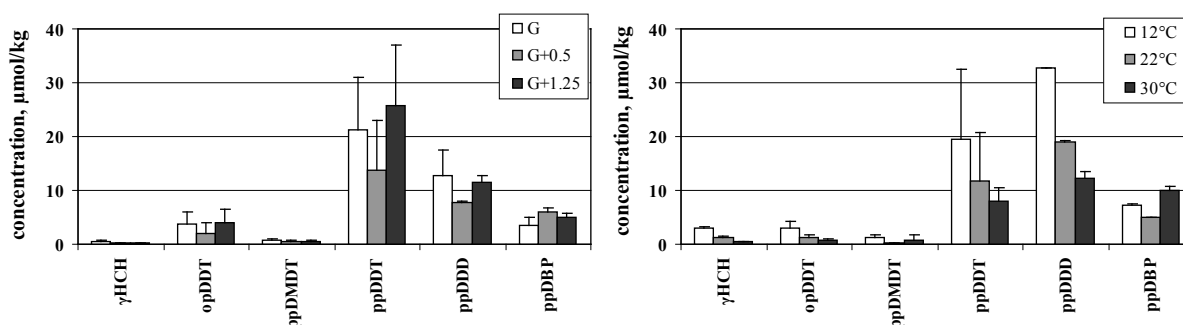 concentration, µmol/kg
40
30
20
10
0
G
G+0.5
G+1.25
γHCH
opDDT
opDMDT
ppDDT
ppDDD
ppDBP
concentration, µmol/kg
40
30
20
10
0
12°C
22°C
30°C
γHCH
opDDT
ppDDT
ppDDD
ppDBP